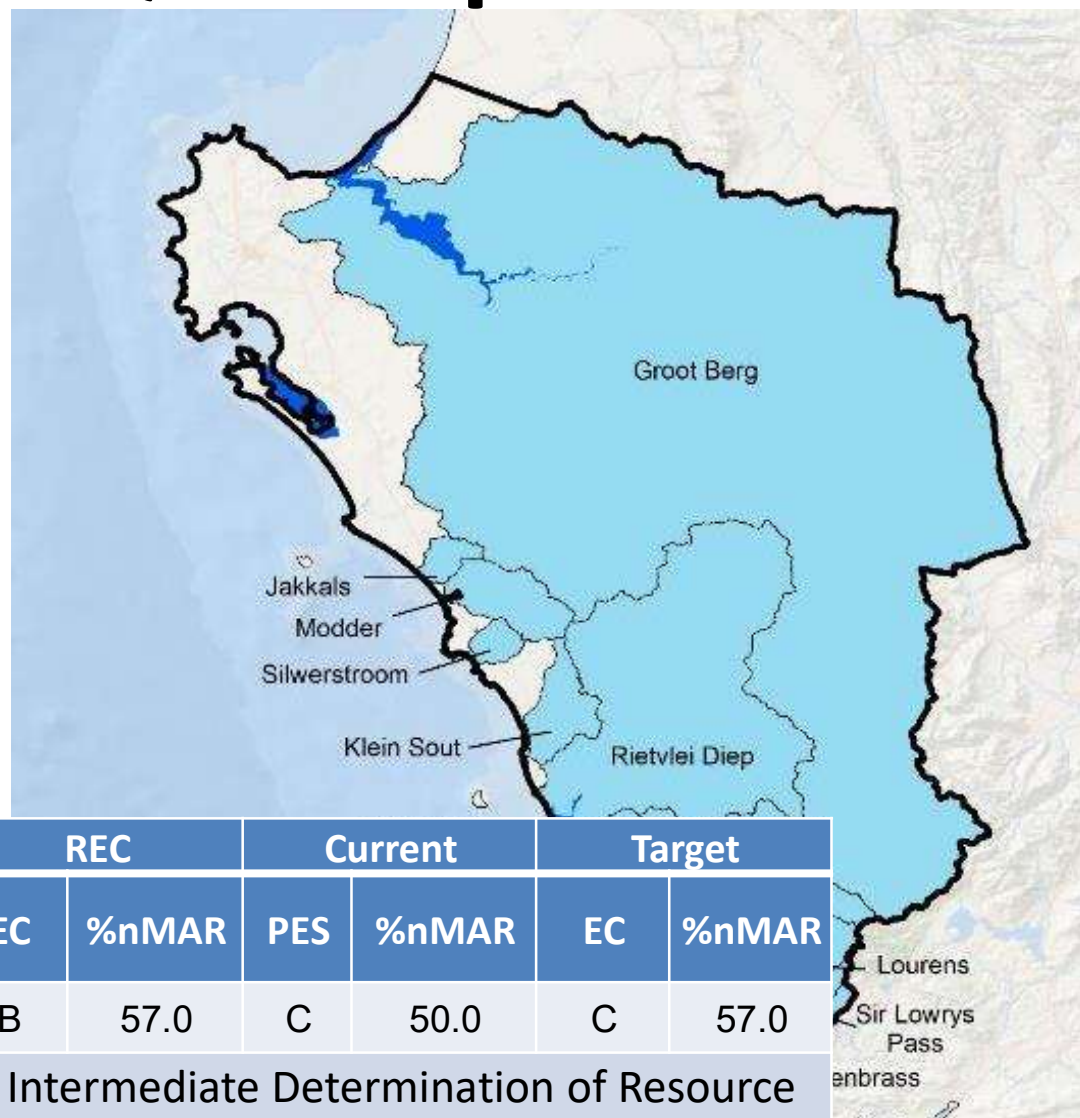 Groot Berg
Jakkals
Modder
Silwerstroom
Klein Sout
Rietvlei Diep
REC Current Target
EC %nMAR PES %nMAR EC %nMAR
B 57.0 C 50.0 C 57.0
Intermediate Determination of Resource
Lourens
Sir Lowrys
Pass
enbrass